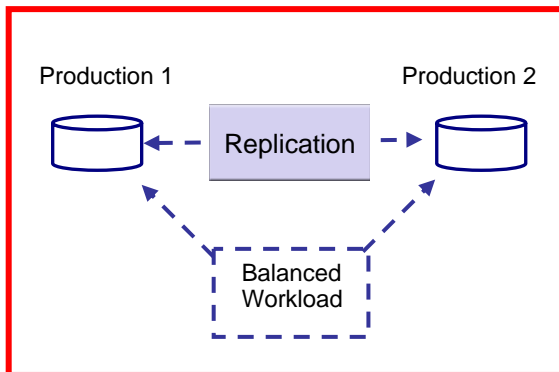 Production 1
Production 2
Replication
Balanced
Workload